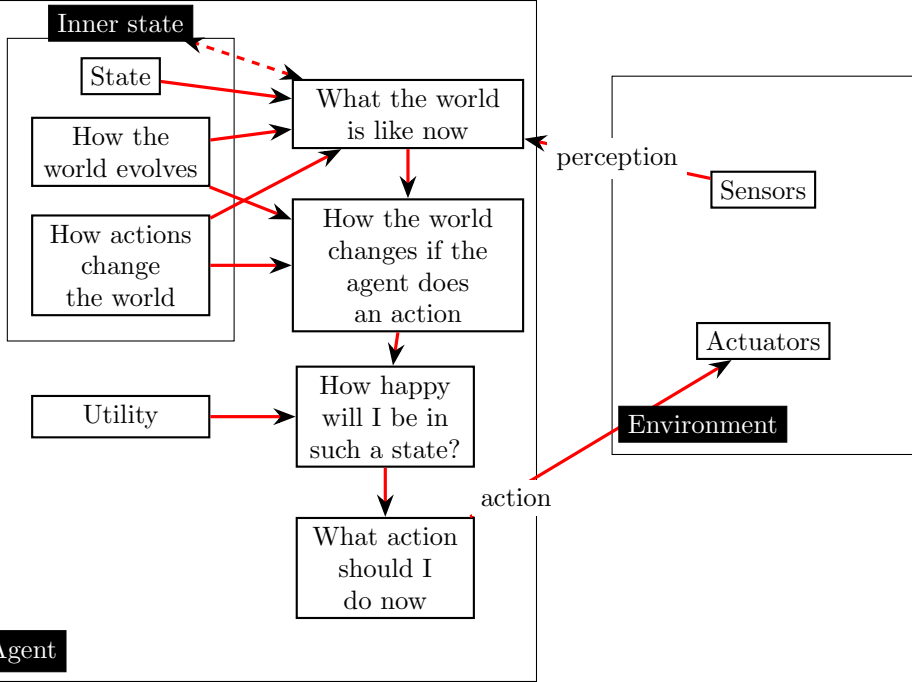 Inner state
State
What the world
is like now
How the
world evolves
perception
Sensors
How actions
change
the world
How the world
changes if the
agent does
an action
Actuators
Utility
How happy
will I be in
such a state?
Environment
action
What action
should I
do now
Agent